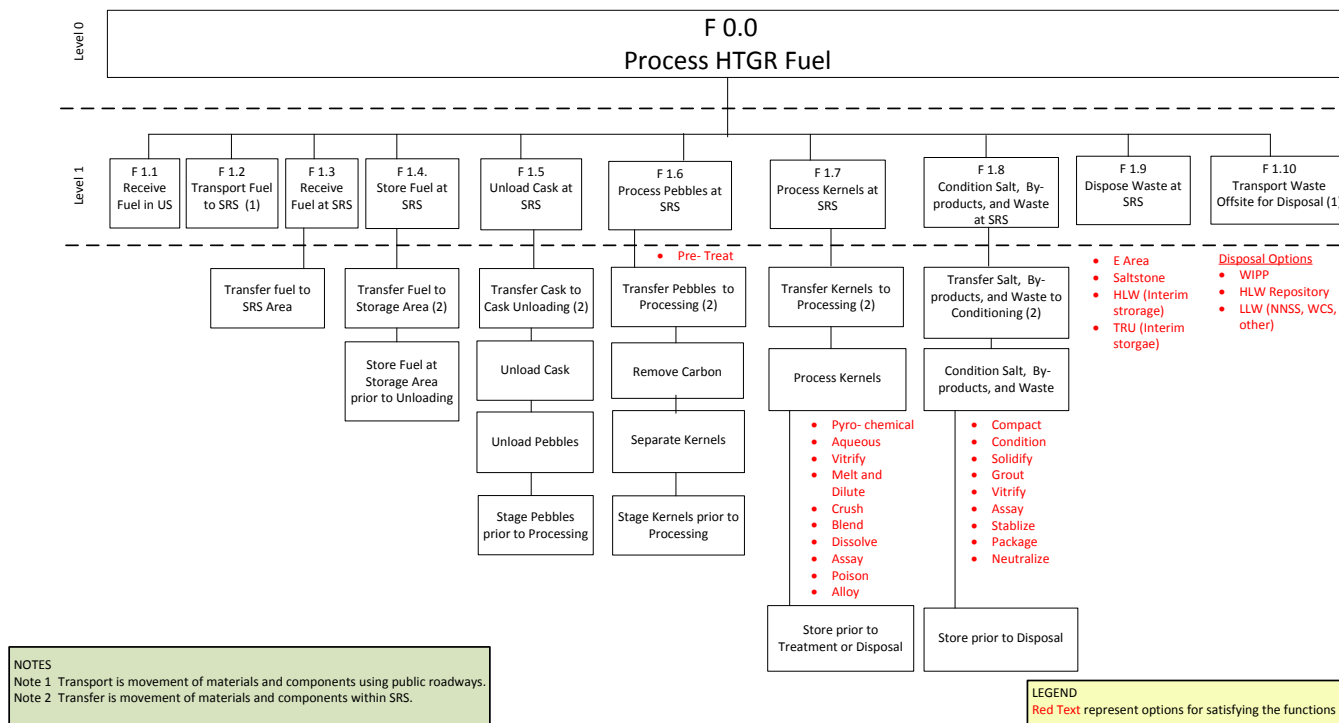 Level 0
F 0.0
Process HTGR Fuel
Level 1
F 1.1
Receive
Fuel in US
F 1.2
Transport Fuel
to SRS (1)
F 1.3
Receive
Fuel at SRS
F 1.4.
Store Fuel at
SRS
F 1.5
Unload Cask at
SRS
F 1.6
Process Pebbles at
SRS
F 1.7
Process Kernels at
SRS
F 1.8
Condition Salt, By-
products, and Waste
at SRS
F 1.9
Dispose Waste at
SRS
F 1.10
Transport Waste
Offsite for Disposal (1)
Transfer fuel to
SRS Area
Transfer Fuel to
Storage Area (2)
Store Fuel at
Storage Area
prior to Unloading
Transfer Cask to
Cask Unloading (2)
Unload Cask
Unload Pebbles
Stage Pebbles
prior to Processing
• Pre- Treat
Transfer Pebbles to
Processing (2)
Remove Carbon
Separate Kernels
Stage Kernels prior to
Processing
Transfer Kernels to
Processing (2)
Process Kernels
• Pyro- chemical
• Aqueous
• Vitrify
• Melt and
Dilute
• Crush
• Blend
• Dissolve
• Assay
• Poison
• Alloy
Store prior to
Treatment or Disposal
Transfer Salt, By-
products, and Waste to
Conditioning (2)
Condition Salt, By-
products, and Waste
• Compact
• Condition
• Solidify
• Grout
• Vitrify
• Assay
• Stablize
• Package
• Neutralize
Store prior to Disposal
• E Area
• Saltstone
• HLW (Interim
strorage)
• TRU (Interim
storgae)
Disposal Options
• WIPP
• HLW Repository
• LLW (NNSS, WCS,
other)
NOTES
Note 1 Transport is movement of materials and components using public roadways.
Note 2 Transfer is movement of materials and components within SRS.
LEGEND
Red Text represent options for satisfying the functions